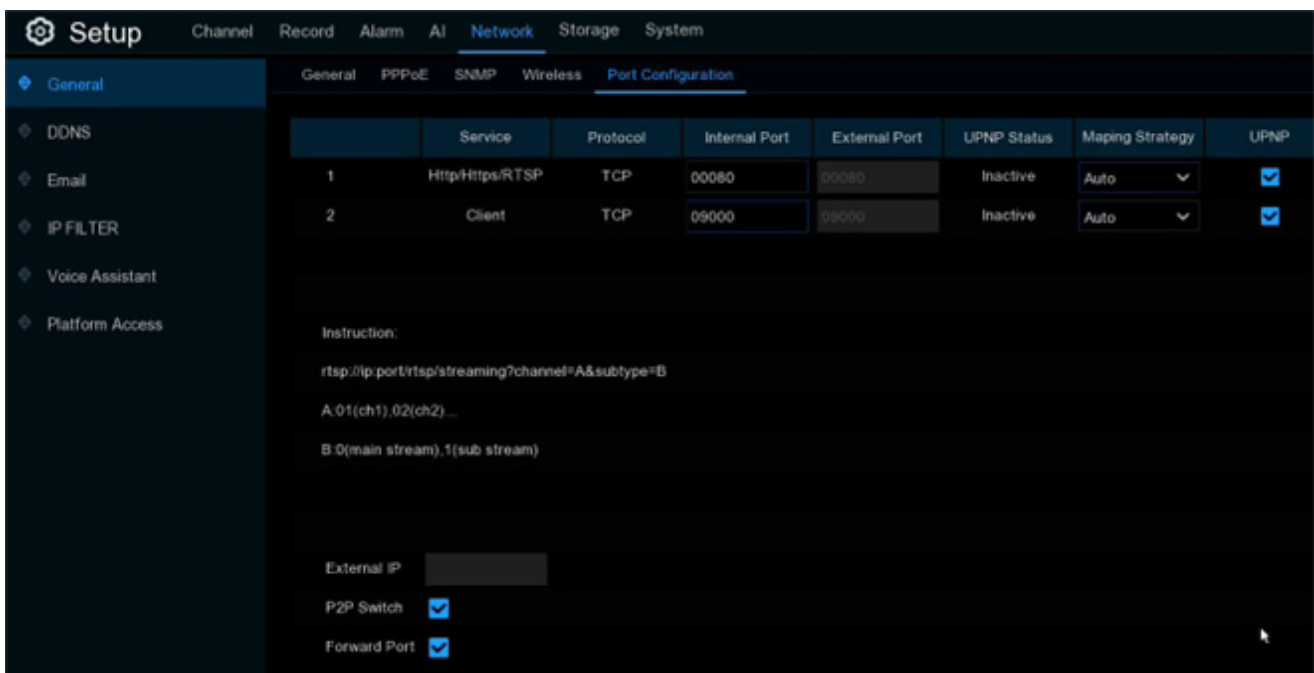 Setup Channel Record Alarm AI Network Storage System
General PPPoE SNMP Wireless Port Configuration
General
DDNS
Email
IP FILTER
Voice Assistant
Platform Access
Service Protocol Internal Port External Port UPNP Status Maping Strategy UPNP
1 Http/Https/RTSP TCP 00080 00080 Inactive Auto
2 Client TCP 09000 09000 Inactive Auto
Instruction:
rtsp://ip:port/rtsp/streaming?channel=A&subtype=B
A:01(ch1),02(ch2)...
B:0(main stream),1(sub stream)
External IP
P2P Switch
Forward Port